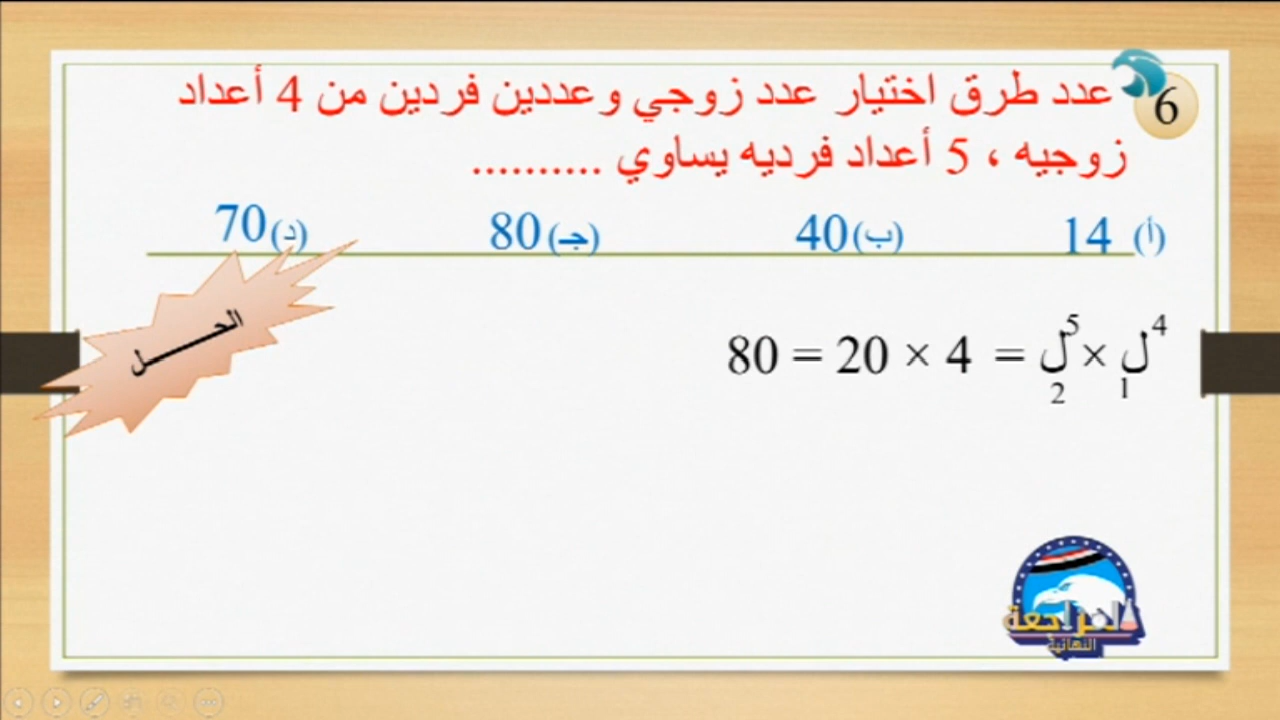 6
عدد طرق اختيار عدد زوجي وعددين فردين من 4 أعداد
زوجيه ، 5 أعداد فرديه يساوي ..........
(أ) 14 (ب) 40 (جـ) 80 (د) 70
الحـــــــل
⁴ل₁ × ⁵ل₂ = 4 × 20 = 80
المراجعة
النهائية